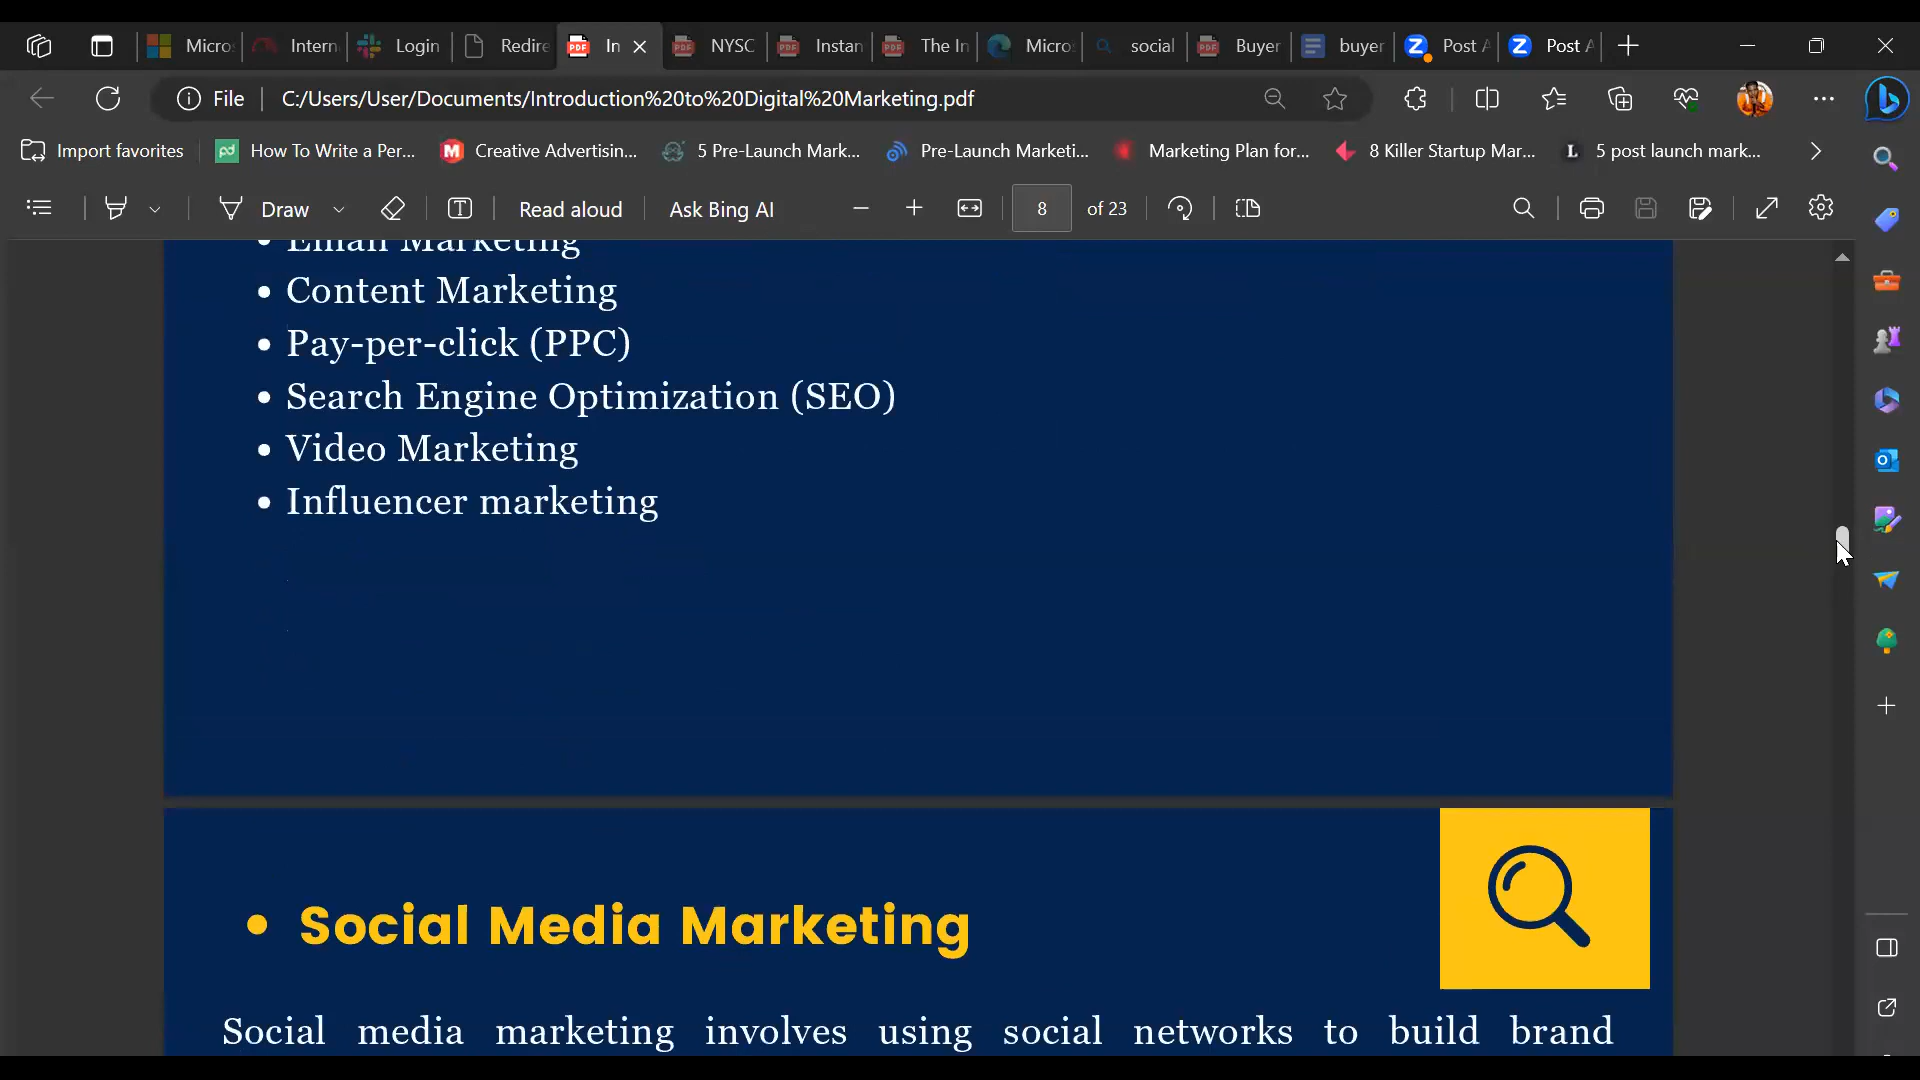 Micro
Intern
Login
Redire
In
NYSC
Instan
The In
Micro
social
Buyer
buyer
Post A
Post A
File
C:/Users/User/Documents/Introduction%20to%20Digital%20Marketing.pdf
Import favorites
How To Write a Per...
Creative Advertisin...
5 Pre-Launch Mark...
Pre-Launch Marketi...
Marketing Plan for...
8 Killer Startup Mar...
5 post launch mark...
Draw
Read aloud
Ask Bing AI
8
of 23
• Email Marketing
• Content Marketing
• Pay-per-click (PPC)
• Search Engine Optimization (SEO)
• Video Marketing
• Influencer marketing
• Social Media Marketing
Social media marketing involves using social networks to build brand